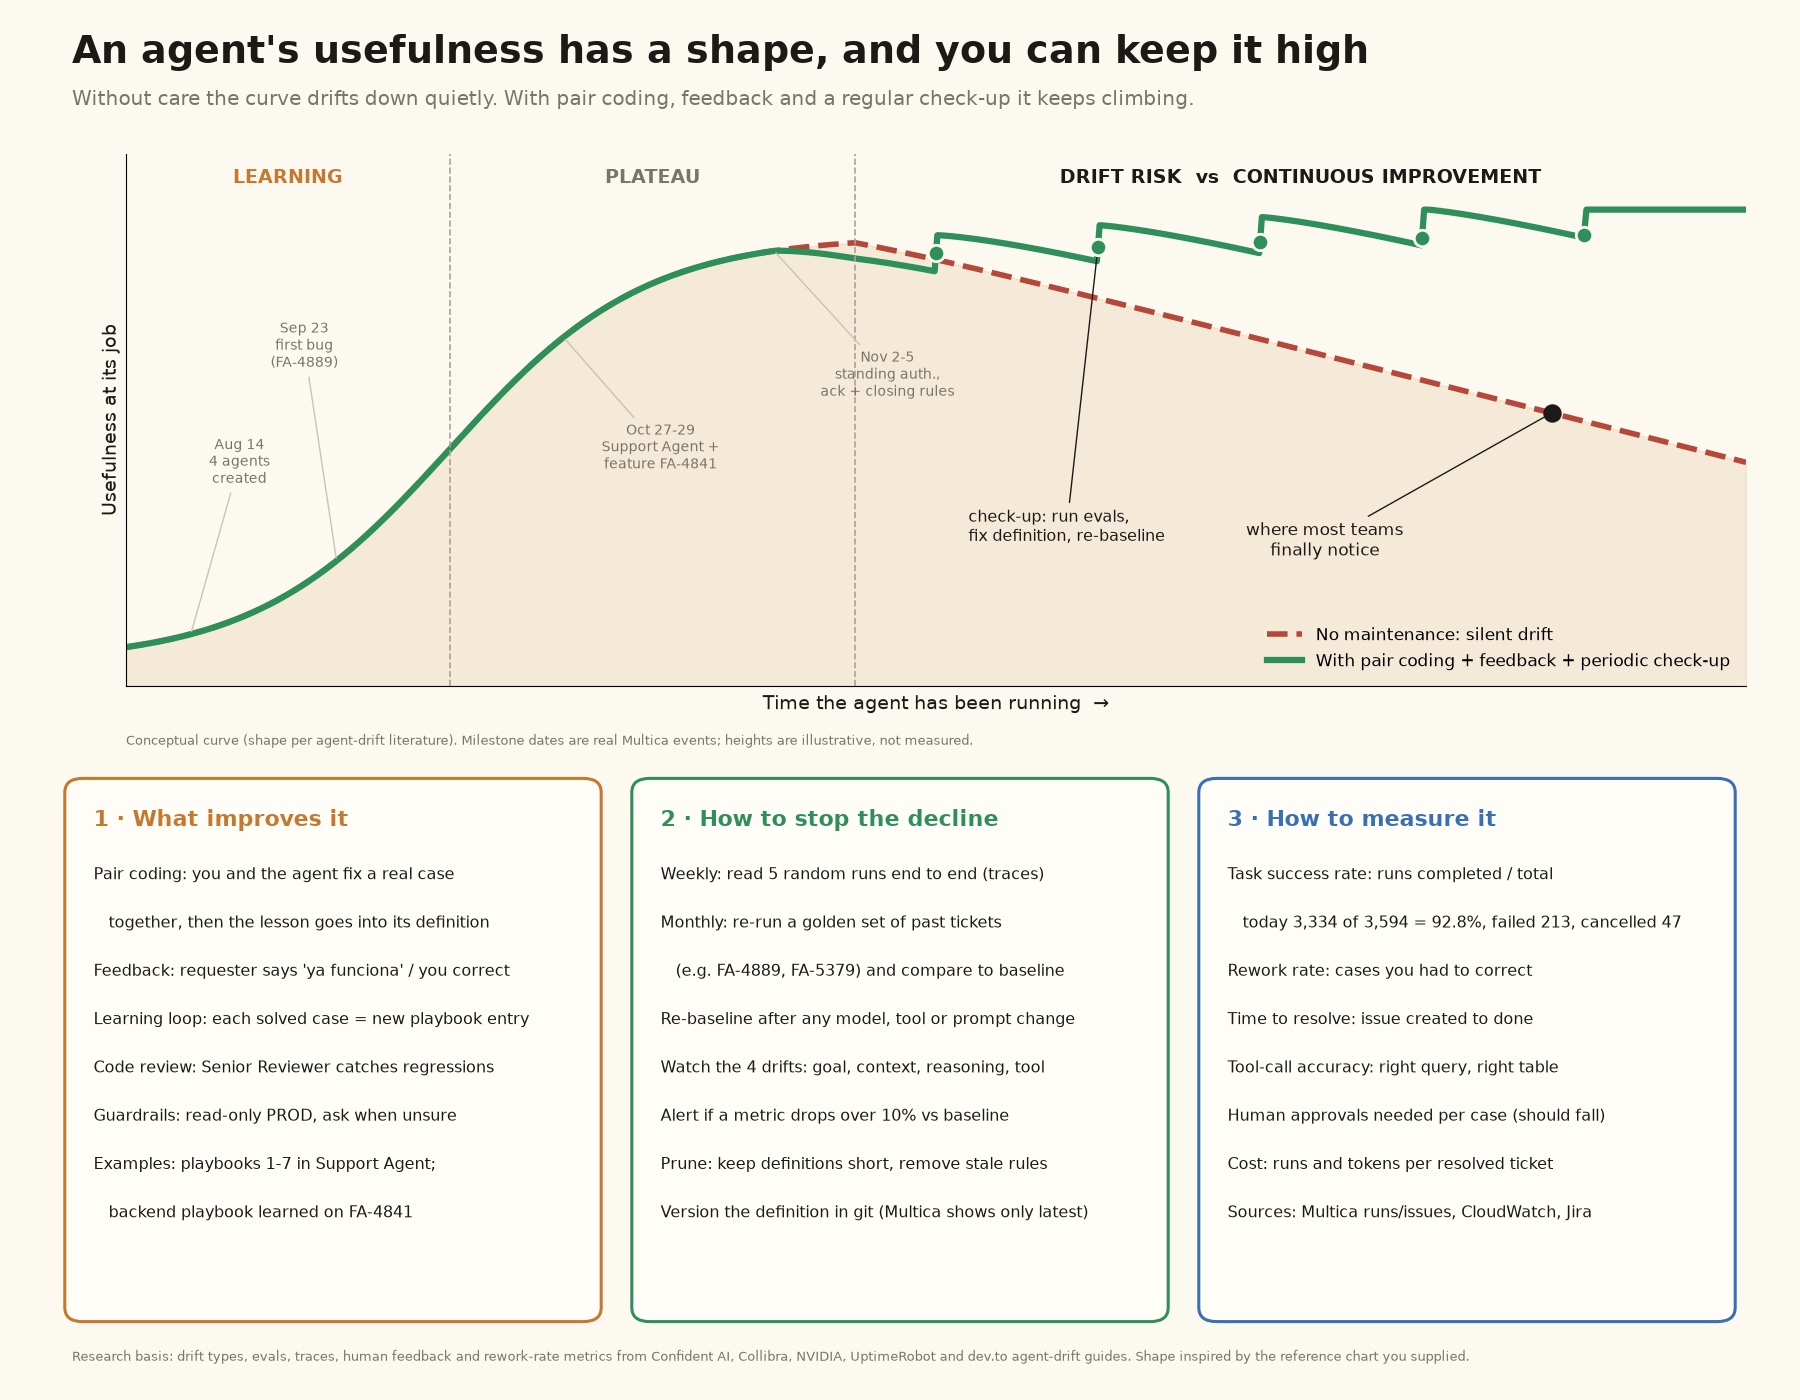 An agent's usefulness has a shape, and you can keep it high
Without care the curve drifts down quietly. With pair coding, feedback and a regular check-up it keeps climbing.
LEARNING
PLATEAU
DRIFT RISK vs CONTINUOUS IMPROVEMENT
Usefulness at its job
Sep 23
first bug
(FA-4889)
Aug 14
4 agents
created
Oct 27-29
Support Agent +
feature FA-4841
Nov 2-5
standing auth.,
ack + closing rules
check-up: run evals,
fix definition, re-baseline
where most teams
finally notice
No maintenance: silent drift
With pair coding + feedback + periodic check-up
Time the agent has been running →
Conceptual curve (shape per agent-drift literature). Milestone dates are real Multica events; heights are illustrative, not measured.
1 · What improves it
Pair coding: you and the agent fix a real case
together, then the lesson goes into its definition
Feedback: requester says 'ya funciona' / you correct
Learning loop: each solved case = new playbook entry
Code review: Senior Reviewer catches regressions
Guardrails: read-only PROD, ask when unsure
Examples: playbooks 1-7 in Support Agent;
backend playbook learned on FA-4841
2 · How to stop the decline
Weekly: read 5 random runs end to end (traces)
Monthly: re-run a golden set of past tickets
(e.g. FA-4889, FA-5379) and compare to baseline
Re-baseline after any model, tool or prompt change
Watch the 4 drifts: goal, context, reasoning, tool
Alert if a metric drops over 10% vs baseline
Prune: keep definitions short, remove stale rules
Version the definition in git (Multica shows only latest)
3 · How to measure it
Task success rate: runs completed / total
today 3,334 of 3,594 = 92.8%, failed 213, cancelled 47
Rework rate: cases you had to correct
Time to resolve: issue created to done
Tool-call accuracy: right query, right table
Human approvals needed per case (should fall)
Cost: runs and tokens per resolved ticket
Sources: Multica runs/issues, CloudWatch, Jira
Research basis: drift types, evals, traces, human feedback and rework-rate metrics from Confident AI, Collibra, NVIDIA, UptimeRobot and dev.to agent-drift guides. Shape inspired by the reference chart you supplied.